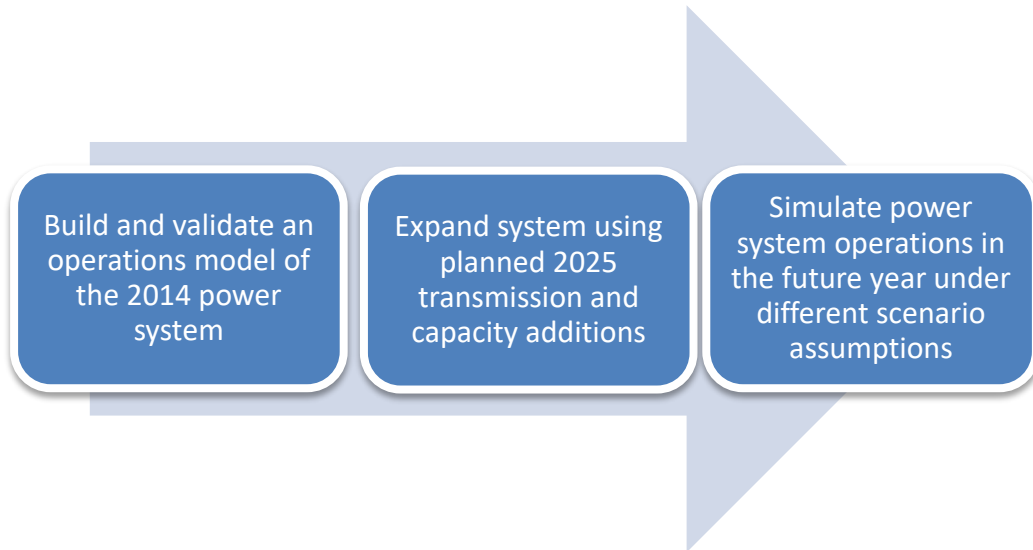 Build and validate an
operations model of
the 2014 power
system
Expand system using
planned 2025
transmission and
capacity additions
Simulate power
system operations in
the future year under
different scenario
assumptions